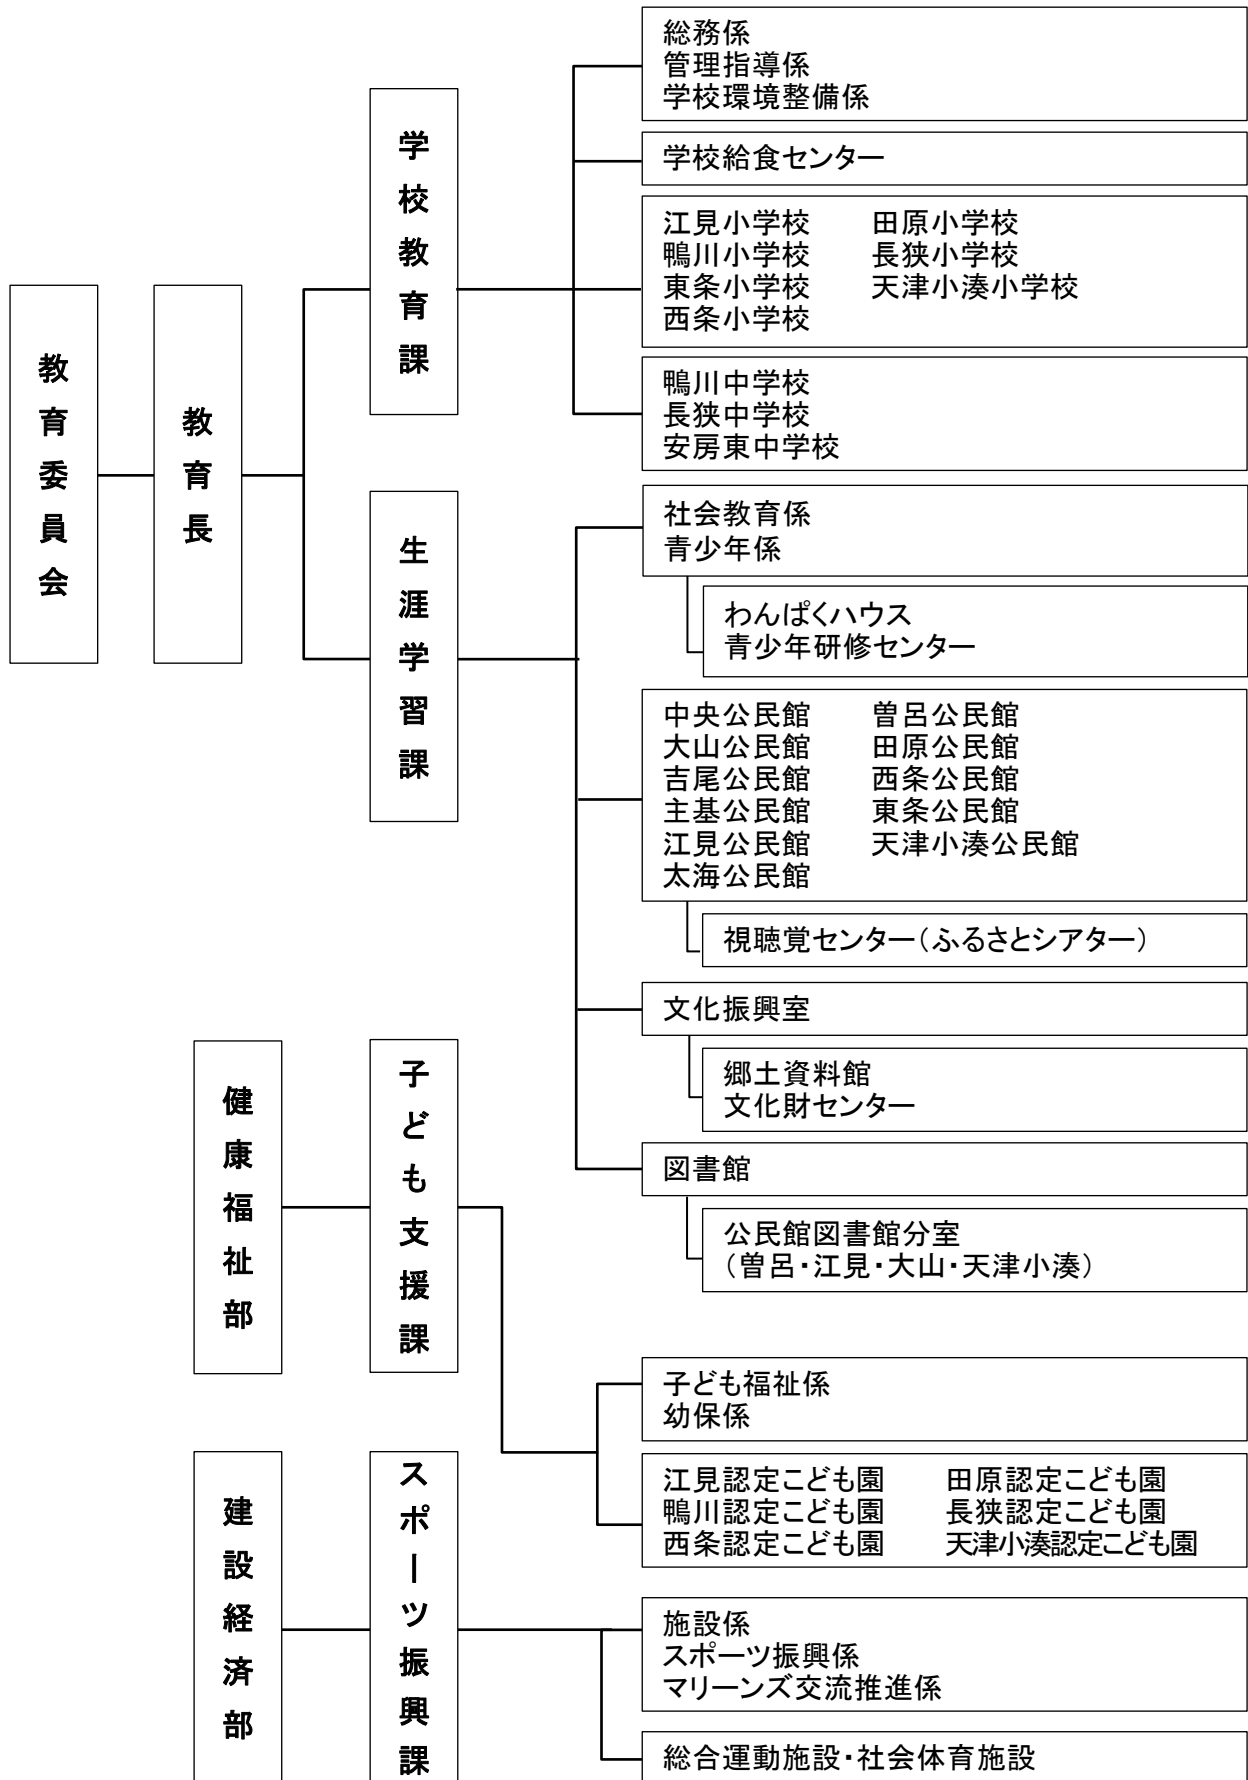 教育委員会
教育長
学校教育課
総務係
管理指導係
学校環境整備係
学校給食センター
江見小学校　田原小学校
鴨川小学校　長狭小学校
東条小学校　天津小湊小学校
西条小学校
鴨川中学校
長狭中学校
安房東中学校
生涯学習課
社会教育係
青少年係
わんぱくハウス
青少年研修センター
中央公民館　曽呂公民館
大山公民館　田原公民館
吉尾公民館　西条公民館
主基公民館　東条公民館
江見公民館　天津小湊公民館
太海公民館
視聴覚センター（ふるさとシアター）
文化振興室
郷土資料館
文化財センター
図書館
公民館図書館分室
（曽呂・江見・大山・天津小湊）
健康福祉部
子ども支援課
子ども福祉係
幼保係
江見認定こども園　田原認定こども園
鴨川認定こども園　長狭認定こども園
西条認定こども園　天津小湊認定こども園
建設経済部
スポーツ振興課
施設係
スポーツ振興係
マリーンズ交流推進係
総合運動施設・社会体育施設